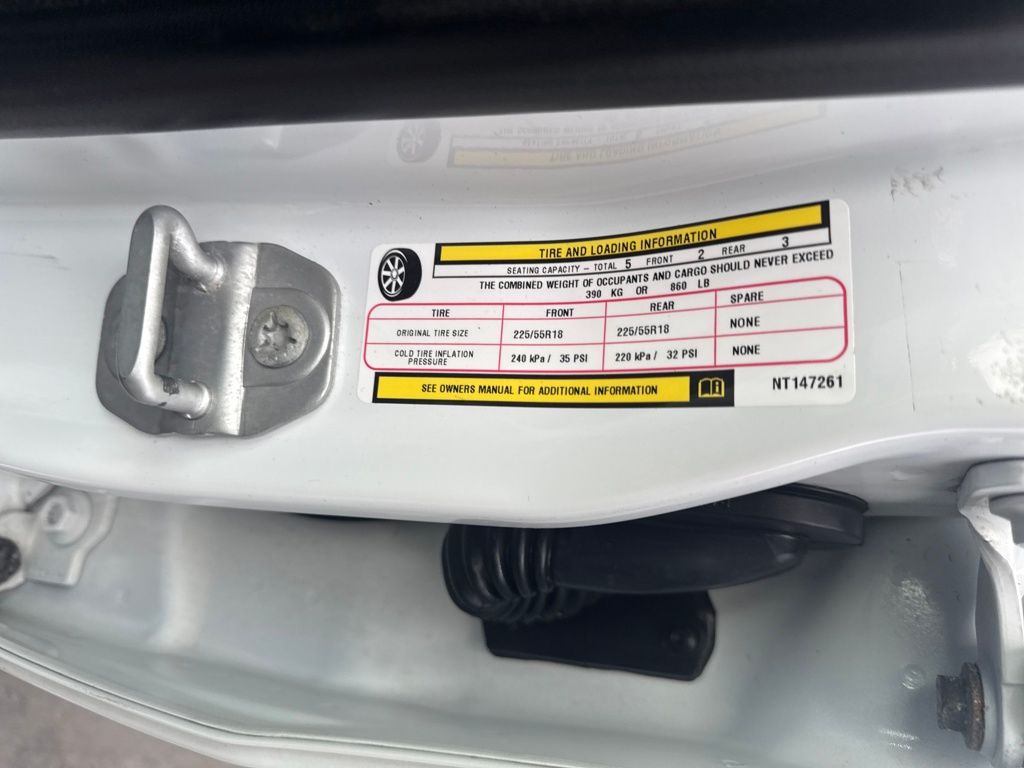 TIRE AND LOADING INFORMATION
SEATING CAPACITY – TOTAL 5 FRONT 2 REAR 3
THE COMBINED WEIGHT OF OCCUPANTS AND CARGO SHOULD NEVER EXCEED
390 KG OR 860 LB
TIRE FRONT REAR SPARE
ORIGINAL TIRE SIZE 225/55R18 225/55R18 NONE
COLD TIRE INFLATION PRESSURE 240 kPa / 35 PSI 220 kPa / 32 PSI NONE
SEE OWNERS MANUAL FOR ADDITIONAL INFORMATION
NT147261